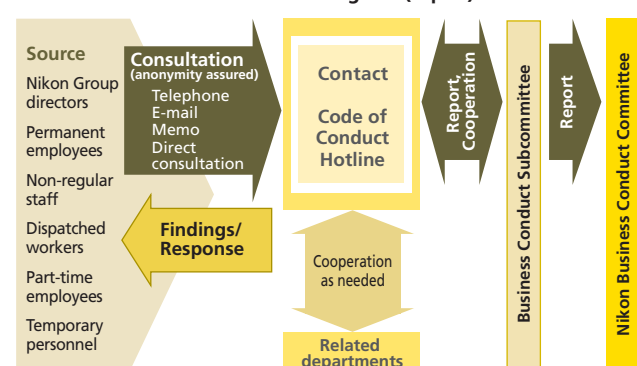 Source
Nikon Group
directors
Permanent
employees
Non-regular
staff
Dispatched
workers
Part-time
employees
Temporary
personnel
Consultation
(anonymity assured)
Telephone
E-mail
Memo
Direct
consultation
Findings/
Response
Contact
Code of
Conduct
Hotline
Cooperation
as needed
Related
departments
Report,
Cooperation
Business Conduct Subcommittee
Report
Nikon Business Conduct Committee